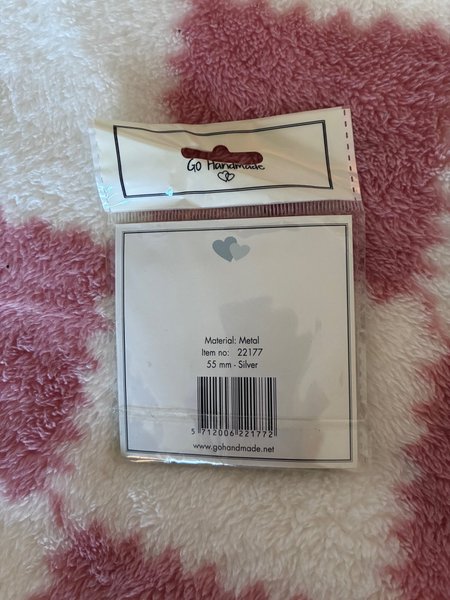 Go Handmade
Material: Metal
Item no: 22177
55 mm - Silver
5 712006 221772
www.gohandmade.net